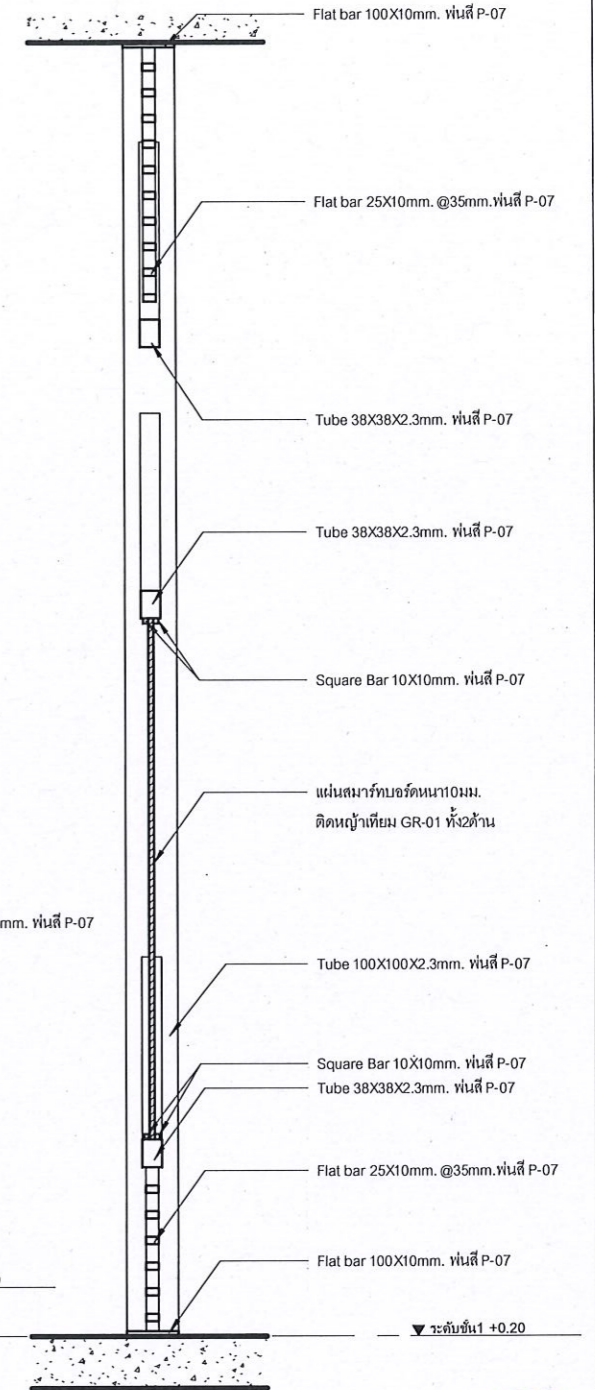 Flat bar 100X10mm. พ่นสี P-07
Flat bar 25X10mm. @35mm.พ่นสี P-07
Tube 38X38X2.3mm. พ่นสี P-07
Tube 38X38X2.3mm. พ่นสี P-07
Square Bar 10X10mm. พ่นสี P-07
แผ่นสมาร์ทบอร์ดหนา10มม.
ติดหญ้าเทียม GR-01 ทั้ง2ด้าน
mm. พ่นสี P-07
Tube 100X100X2.3mm. พ่นสี P-07
Square Bar 10X10mm. พ่นสี P-07
Tube 38X38X2.3mm. พ่นสี P-07
Flat bar 25X10mm. @35mm.พ่นสี P-07
Flat bar 100X10mm. พ่นสี P-07
ระดับชั้น1 +0.20